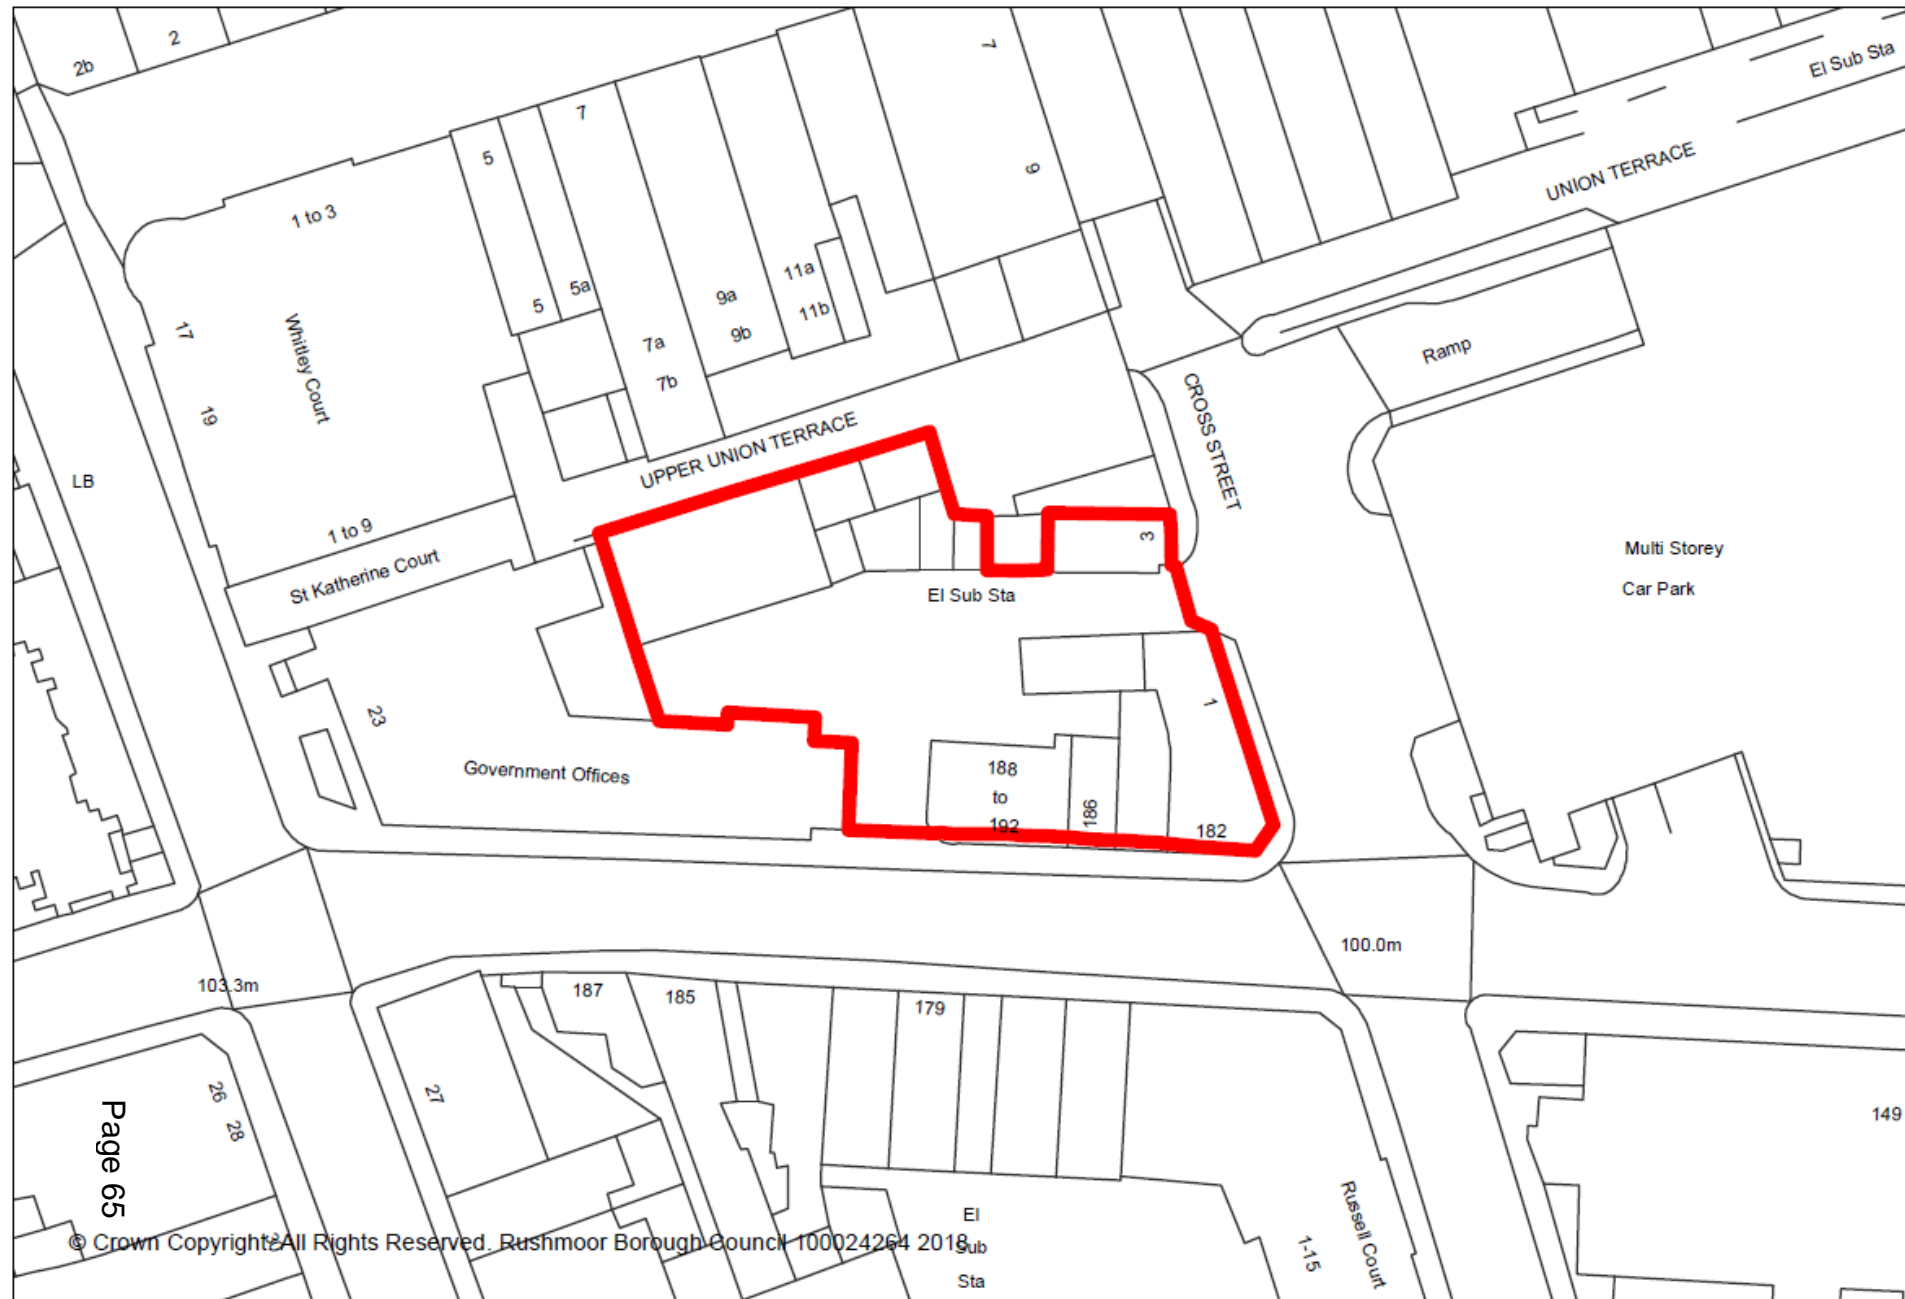 2b
2
7
El Sub Sta
5
7
9
UNION TERRACE
1 to 3
5
5a
11a
11b
9a
9b
7a
7b
17
19
Whitley Court
Ramp
CROSS STREET
UPPER UNION TERRACE
LB
1 to 9
St Katherine Court
3
El Sub Sta
Multi Storey
Car Park
1
23
Government Offices
188
to
192
186
182
100.0m
103.3m
187
185
179
27
26
28
149
Page 65
Russell Court
1-15
El
Sub
Sta
© Crown Copyright. All Rights Reserved. Rushmoor Borough Council 100024264 2018